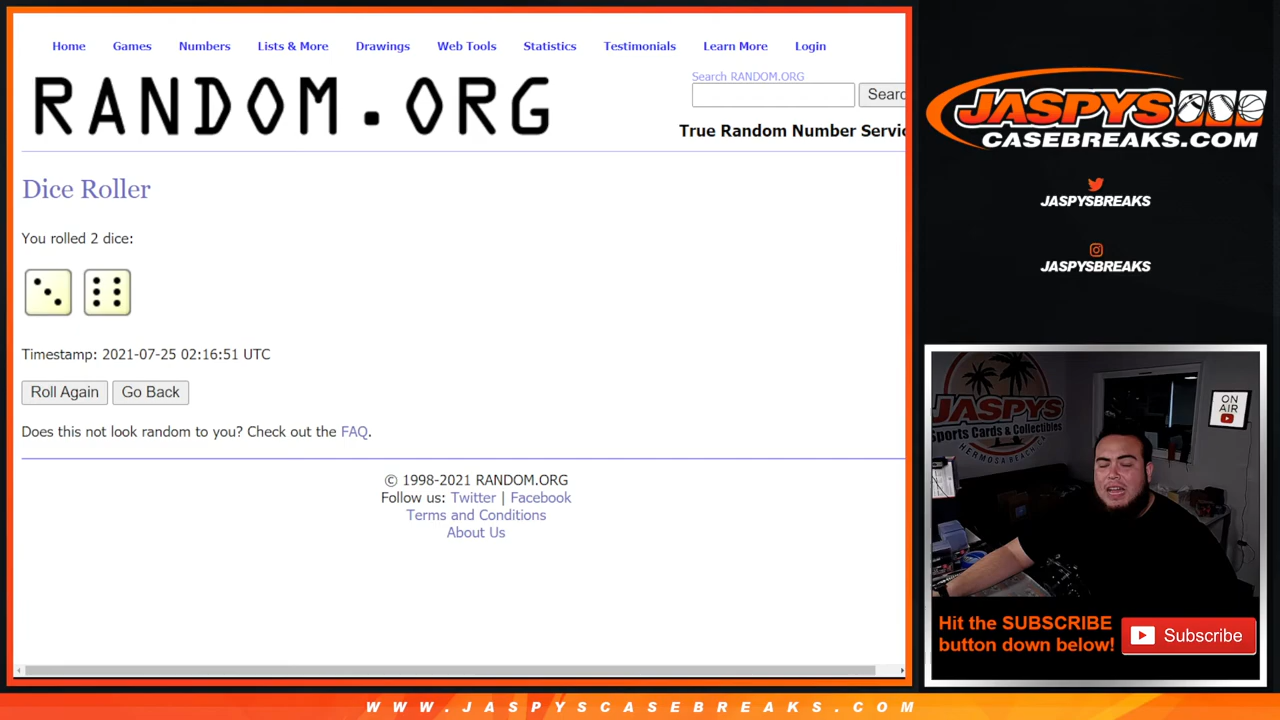 Home Games Numbers Lists & More Drawings Web Tools Statistics Testimonials Learn More Login
RANDOM.ORG
Search RANDOM.ORG
Searc
True Random Number Servic
Dice Roller
You rolled 2 dice:
Timestamp: 2021-07-25 02:16:51 UTC
Roll Again Go Back
Does this not look random to you? Check out the FAQ.
© 1998-2021 RANDOM.ORG
Follow us: Twitter | Facebook
Terms and Conditions
About Us
JASPYS
CASEBREAKS.COM
JASPYSBREAKS
JASPYSBREAKS
JASPYS
Sports Cards & Collectibles
HERMOSA BEACH, CA
ON
AIR
Hit the SUBSCRIBE
button down below!
Subscribe
WWW.JASPYSCASEBREAKS.COM